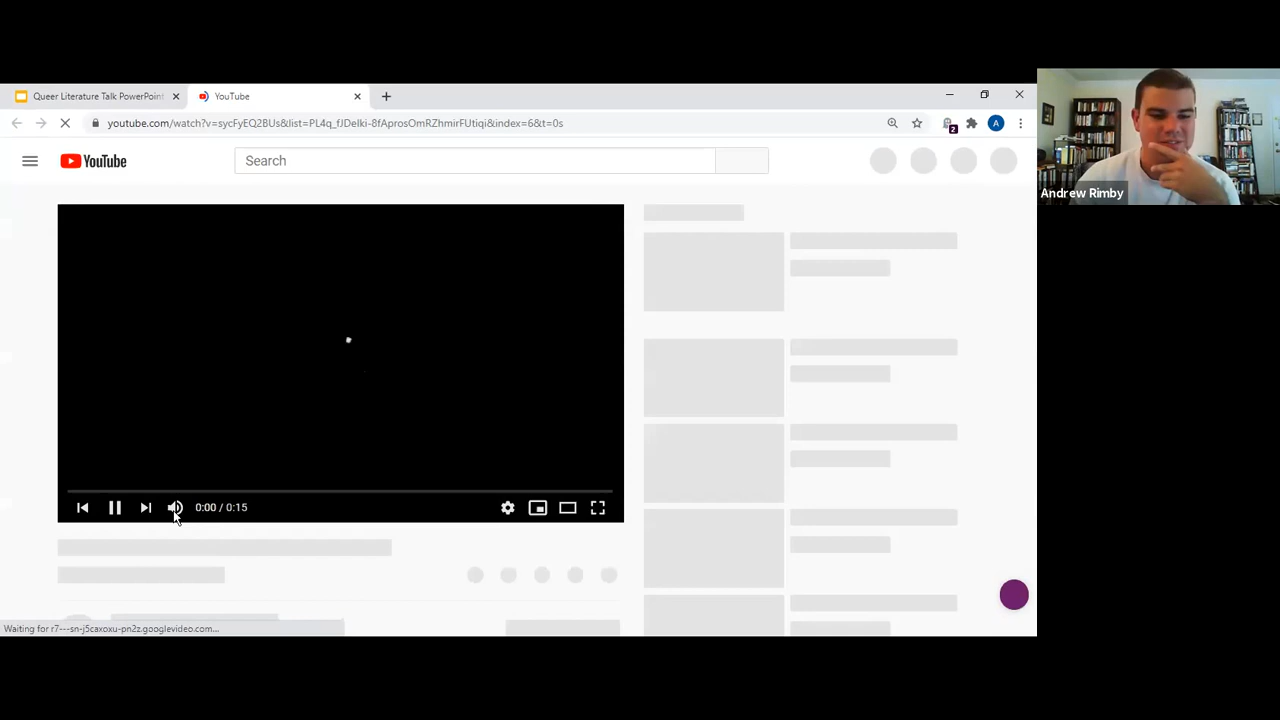 Queer Literature Talk PowerPoint
YouTube
youtube.com/watch?v=sycFyEQ2BUs&list=PL4q_fJDelki-8fAprosOmRZhmirFUtiqi&index=6&t=0s
2
A
YouTube
Search
Andrew Rimby
0:00 / 0:15
Waiting for r7---sn-j5caxoxu-pn2z.googlevideo.com...